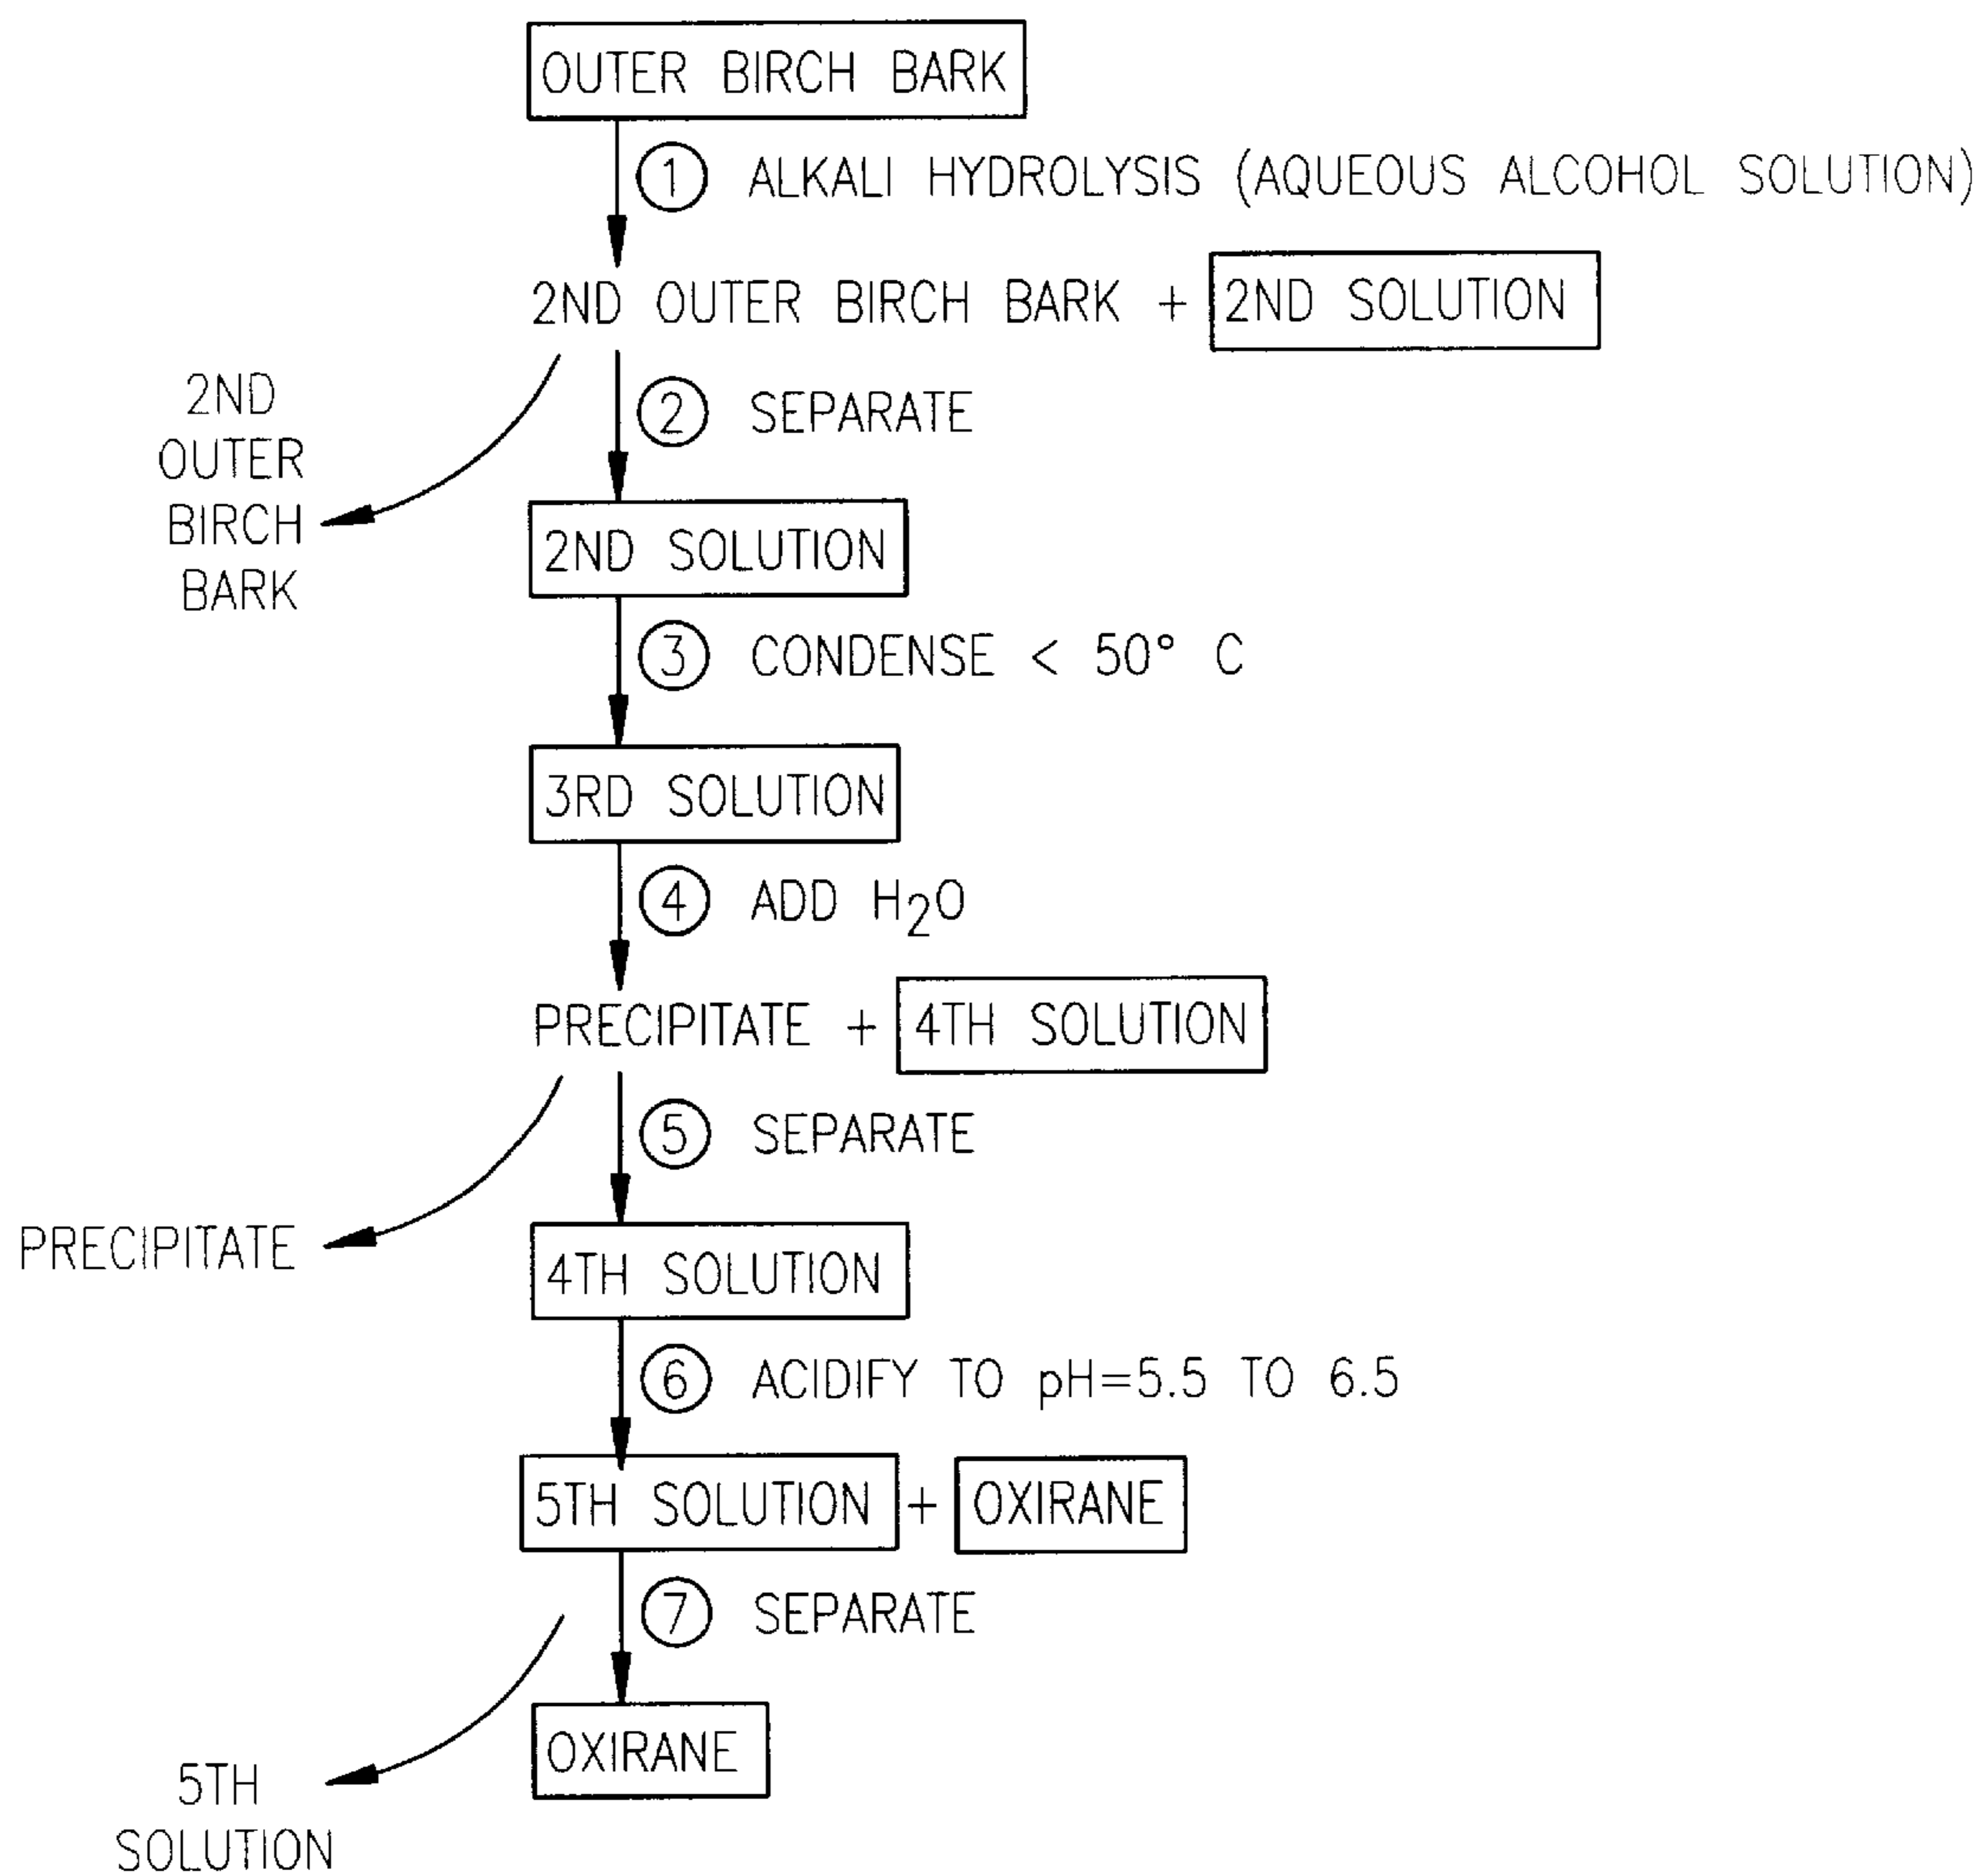 OUTER BIRCH BARK
1 ALKALI HYDROLYSIS (AQUEOUS ALCOHOL SOLUTION)
2ND OUTER BIRCH BARK + 2ND SOLUTION
2ND
OUTER
BIRCH
BARK
2 SEPARATE
2ND SOLUTION
3 CONDENSE < 50° C
3RD SOLUTION
4 ADD H₂O
PRECIPITATE + 4TH SOLUTION
5 SEPARATE
PRECIPITATE
4TH SOLUTION
6 ACIDIFY TO pH=5.5 TO 6.5
5TH SOLUTION + OXIRANE
7 SEPARATE
OXIRANE
5TH
SOLUTION